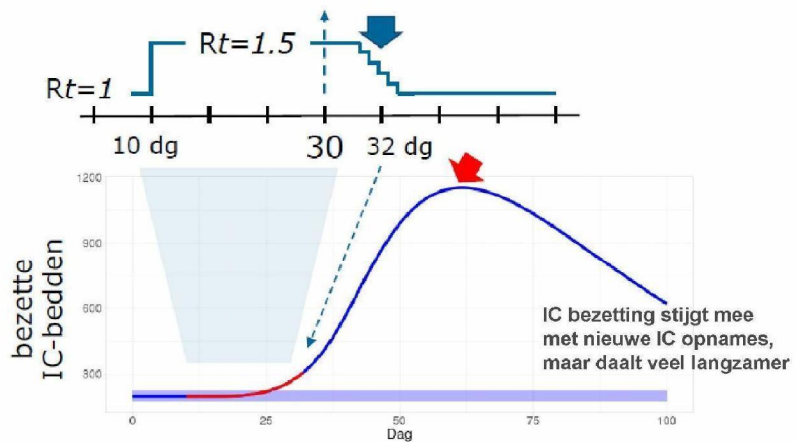 Rt=1.5
Rt=1
10 dg
30
32 dg
1200
900
600
300
bezette
IC-bedden
IC bezetting stijgt mee
met nieuwe IC opnames,
maar daalt veel langzamer
0
25
50
75
100
Dag